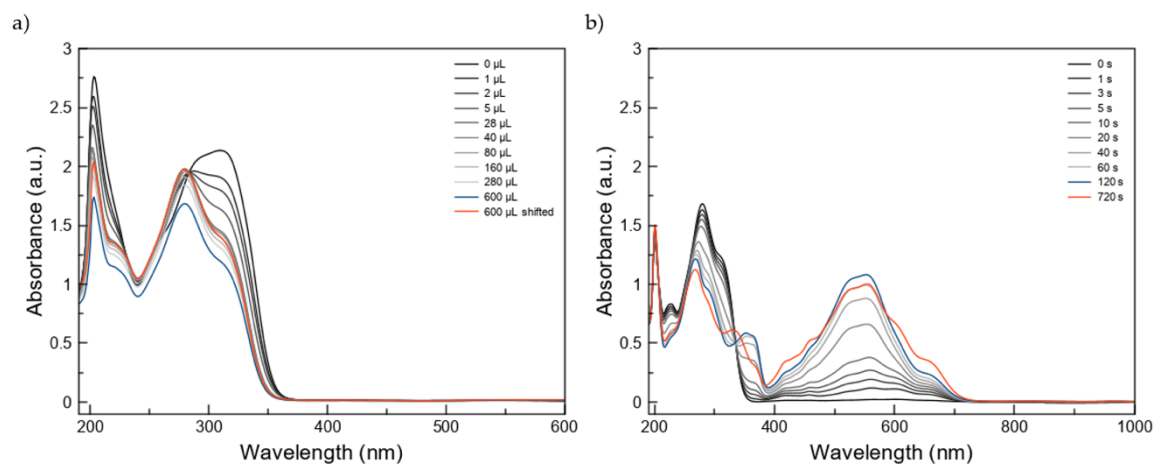 a)
3
2.5
2
1.5
1
0.5
0
200
300
400
500
600
Absorbance (a.u.)
Wavelength (nm)
0 µL
1 µL
2 µL
5 µL
28 µL
40 µL
80 µL
160 µL
280 µL
600 µL
600 µL shifted
b)
3
2.5
2
1.5
1
0.5
0
200
400
600
800
1000
Absorbance (a.u.)
Wavelength (nm)
0 s
1 s
3 s
5 s
10 s
20 s
40 s
60 s
120 s
720 s